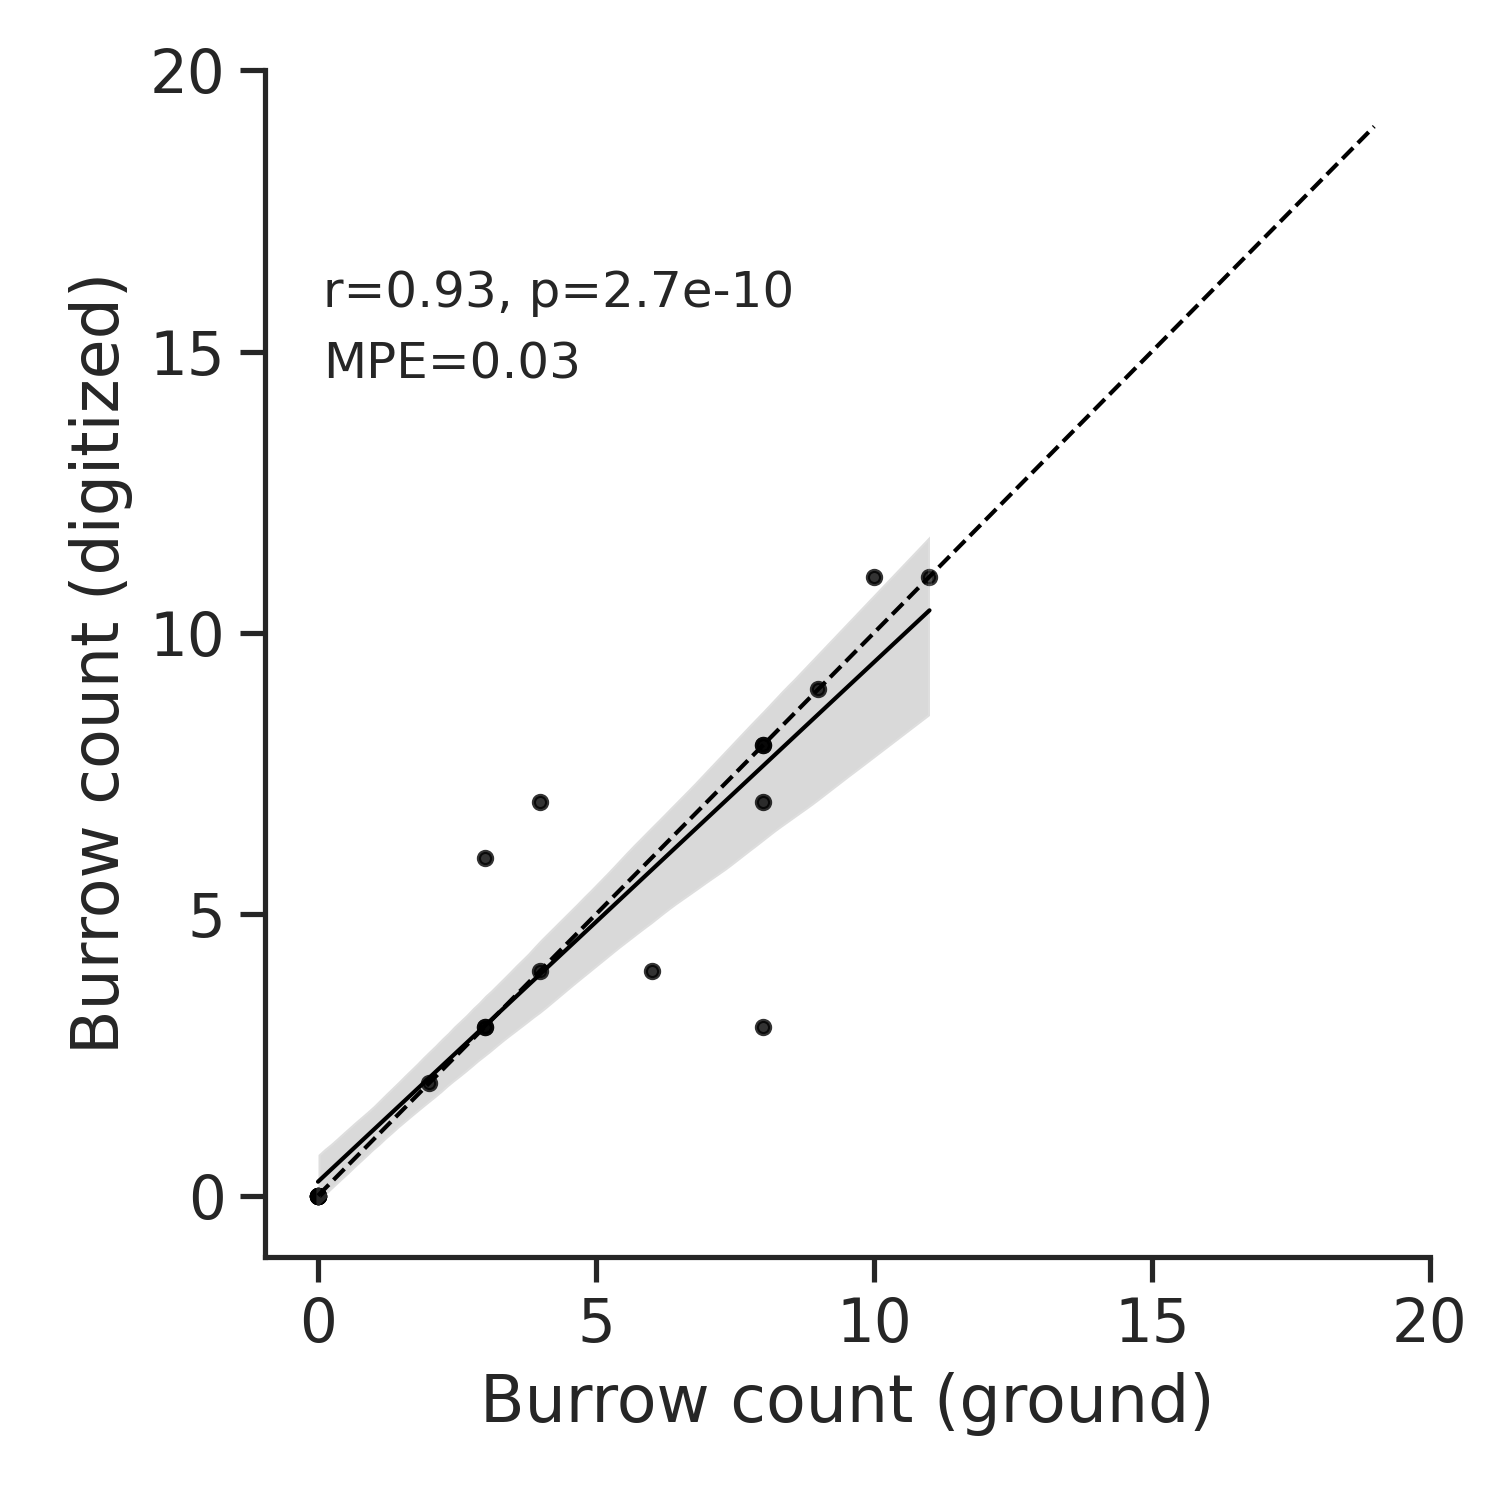 20
15
10
5
0
Burrow count (digitized)
r=0.93, p=2.7e-10
MPE=0.03
0 5 10 15 20
Burrow count (ground)